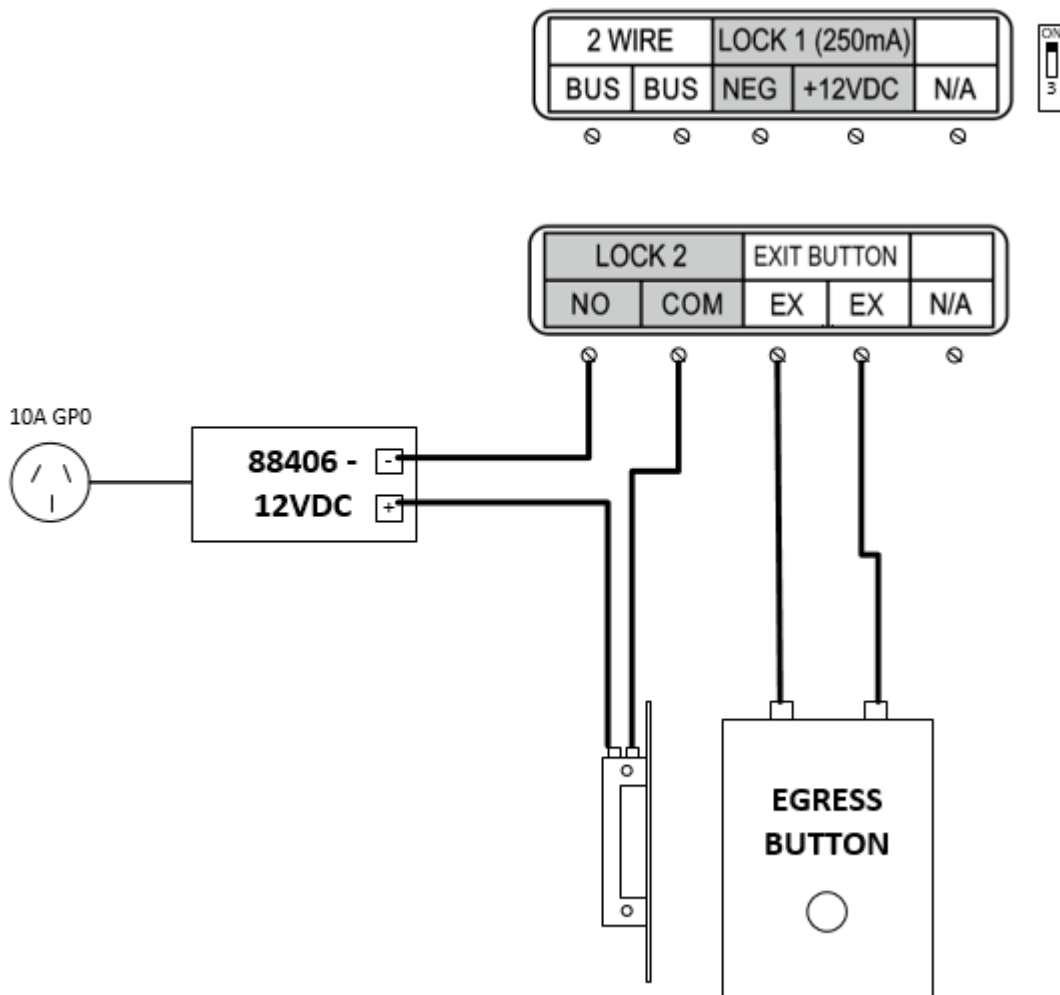 2 WIRE LOCK 1 (250mA)
BUS BUS NEG +12VDC N/A
ON
3
LOCK 2 EXIT BUTTON
NO COM EX EX N/A
10A GPO
88406 - -
12VDC +
EGRESS
BUTTON